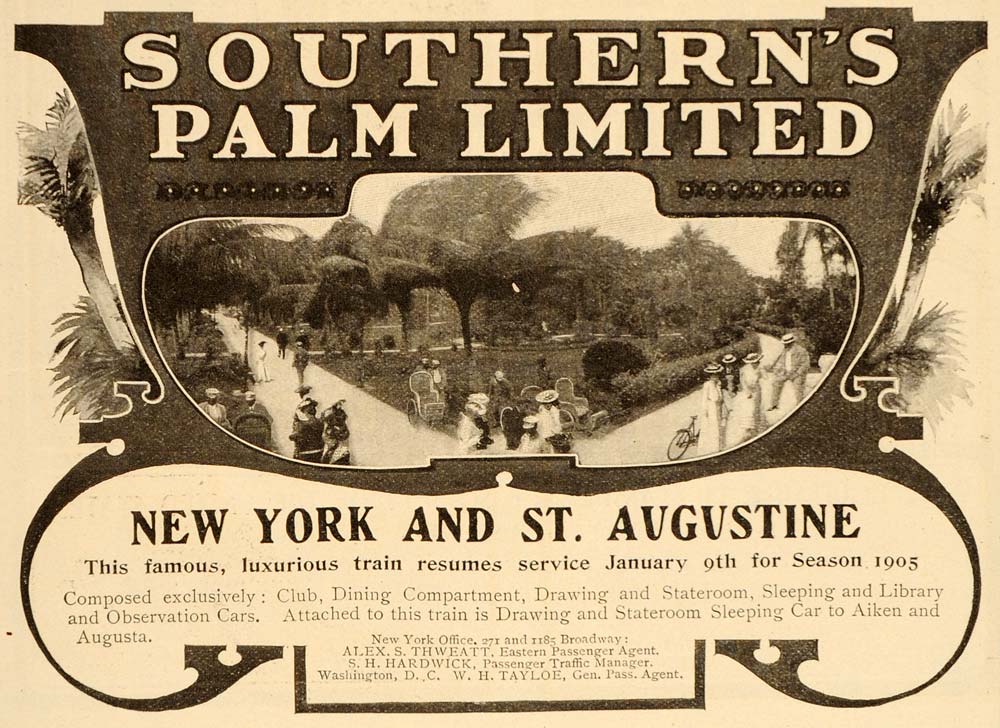 SOUTHERN'S
PALM LIMITED
NEW YORK AND ST. AUGUSTINE
This famous, luxurious train resumes service January 9th for Season 1905
Composed exclusively: Club, Dining Compartment, Drawing and Stateroom, Sleeping and Library
and Observation Cars. Attached to this train is Drawing and Stateroom Sleeping Car to Aiken and
Augusta.
New York Office, 271 and 1185 Broadway:
ALEX. S. THWEATT, Eastern Passenger Agent.
S. H. HARDWICK, Passenger Traffic Manager.
Washington, D. C. W. H. TAYLOE, Gen. Pass. Agent.